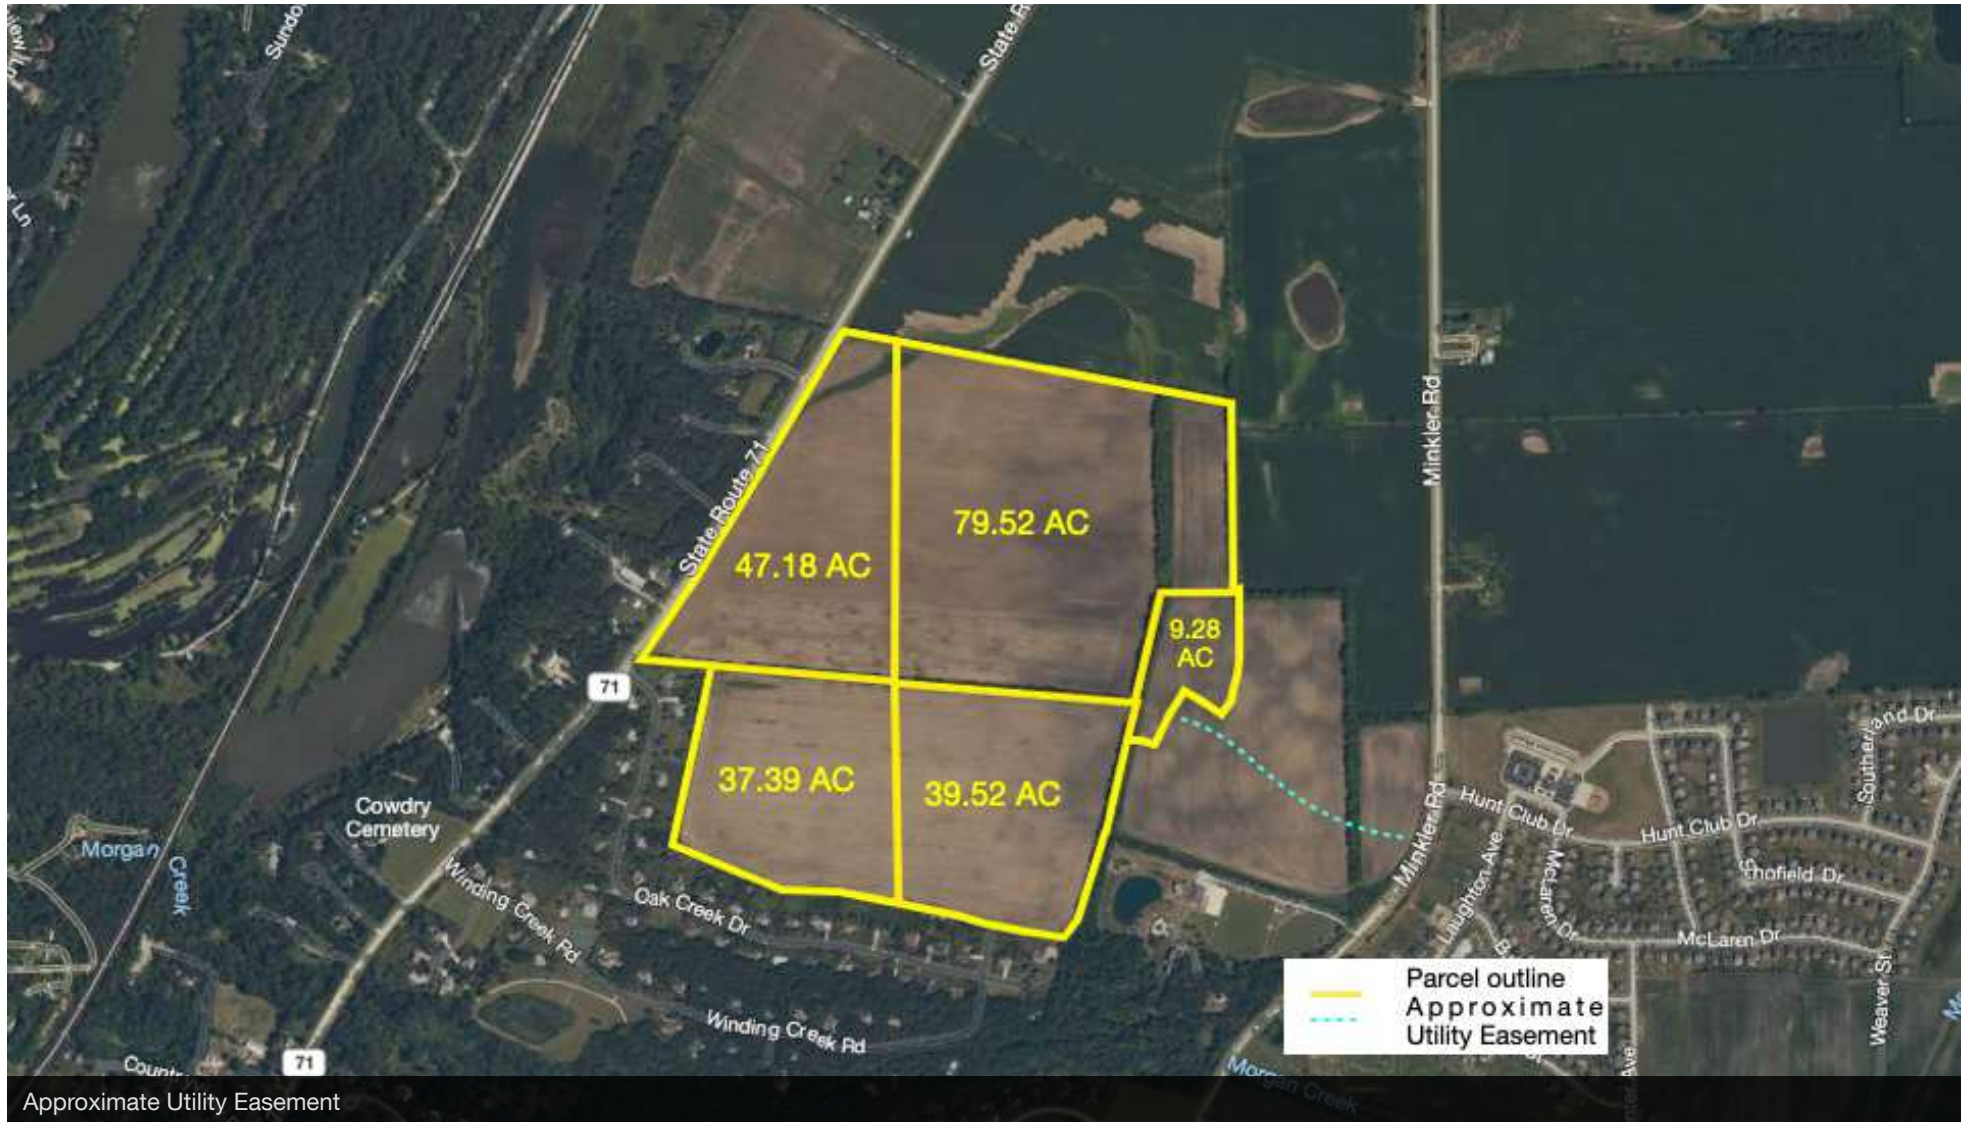 Sundo
State R
State Route 71
Minkler Rd
79.52 AC
47.18 AC
9.28
AC
71
37.39 AC
39.52 AC
Cowdry
Cemetery
Morgan Creek
Winding Creek Rd
Oak Creek Dr
Winding Creek Rd
Minkler Rd
Hunt Club Dr
Hunt Club Dr
Southerland Dr
Schofield Dr
McLaren Dr
McLaren Dr
Laughton Ave
Weaver St
71
Country
Parcel outline
Approximate
Utility Easement
Morgan Creek
Approximate Utility Easement